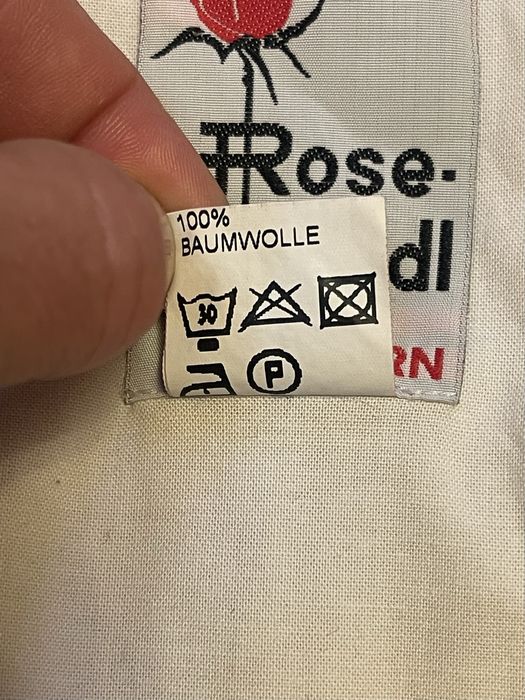 Rose-
dl
RN
100%
BAUMWOLLE
30
P